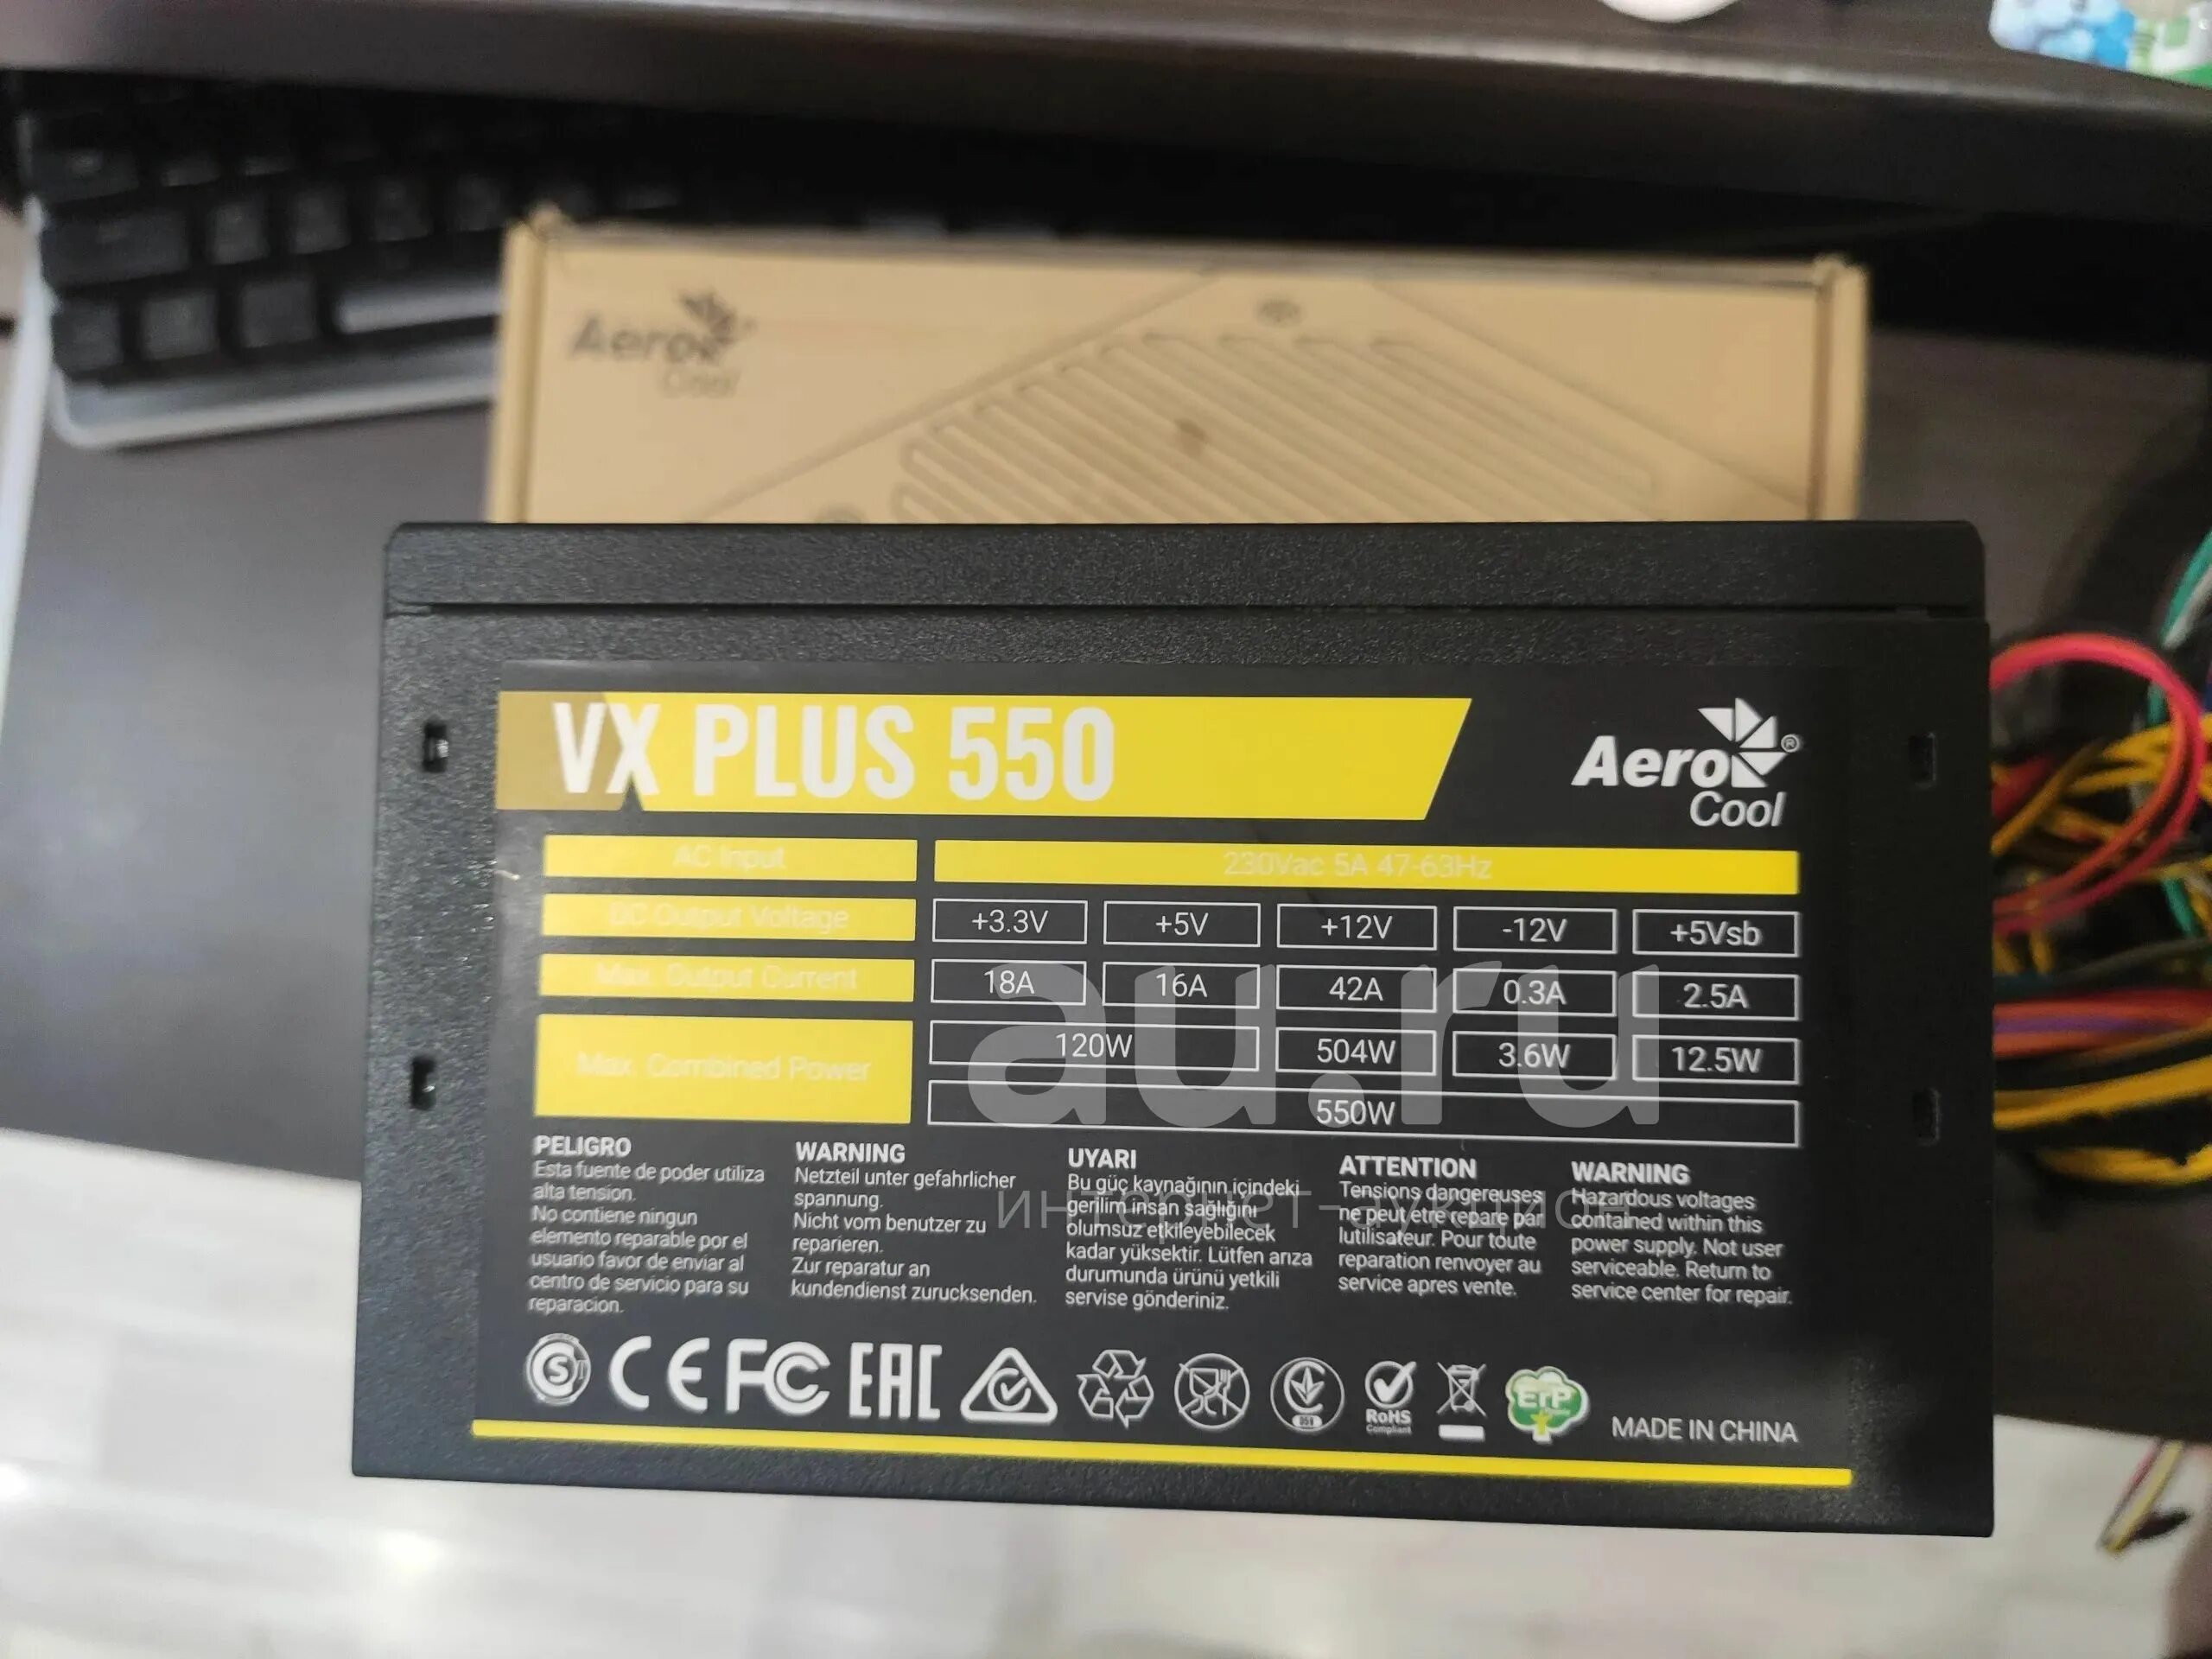 Aero
Cool
VX PLUS 550
Aero
Cool
AC Input 230Vac 5A 47-63Hz
DC Output Voltage +3.3V +5V +12V -12V +5Vsb
Max. Output Current 18A 16A 42A 0.3A 2.5A
Max. Combined Power 120W 504W 3.6W 12.5W
550W
PELIGRO
Esta fuente de poder utiliza
alta tension.
No contiene ningun
elemento reparable por el
usuario favor de enviar al
centro de servicio para su
reparacion.
WARNING
Netzteil unter gefahrlicher
spannung.
Nicht vom benutzer zu
reparieren.
Zur reparatur an
kundendienst zurucksenden.
UYARI
Bu güç kaynağının içindeki
gerilim insan sağlığını
olumsuz etkileyebilecek
kadar yüksektir. Lütfen arıza
durumunda ürünü yetkili
servise gönderiniz.
ATTENTION
Tensions dangereuses
ne peut etre repare par
lutilisateur. Pour toute
reparation renvoyer au
service apres vente.
WARNING
Hazardous voltages
contained within this
power supply. Not user
serviceable. Return to
service center for repair.
CE FC EAC RoHS
Compliant
ErP
MADE IN CHINA
au.ru
интернет-аукцион